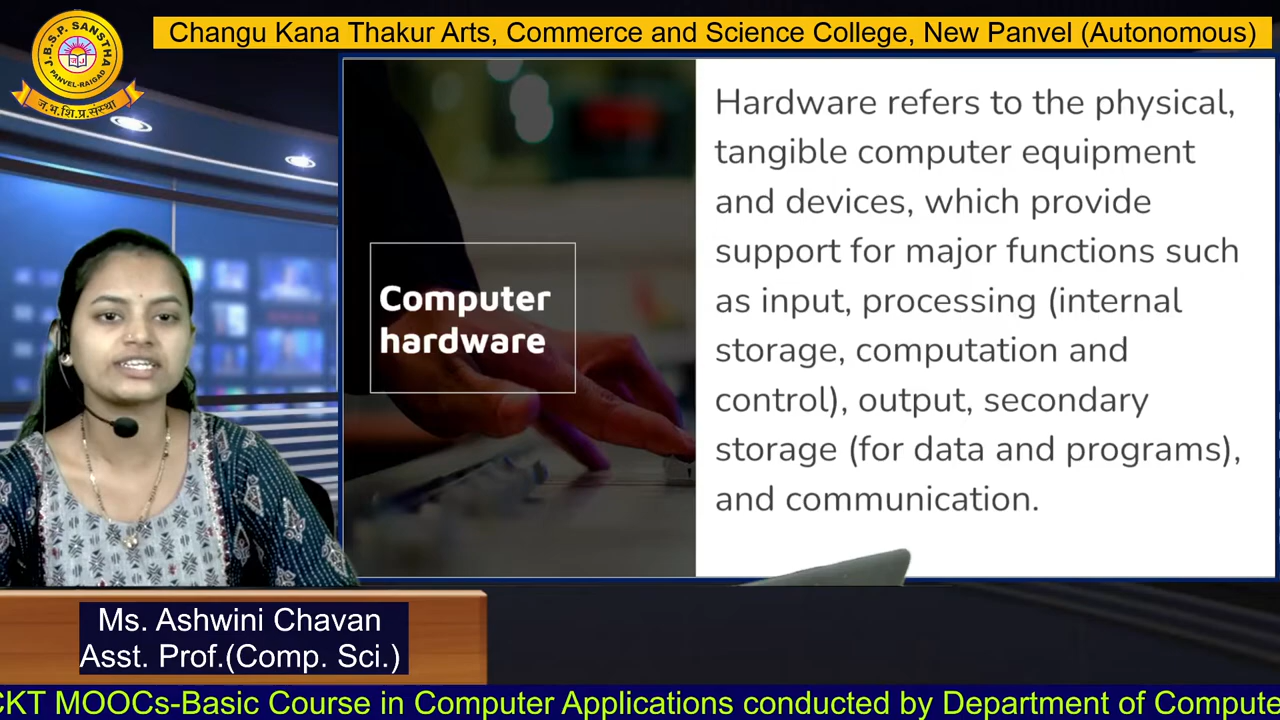 J.B.S.P. SANSTHA
PANVEL-RAIGAD
ज.भ.शि.प्र.संस्था
Changu Kana Thakur Arts, Commerce and Science College, New Panvel (Autonomous)
Computer
hardware
Hardware refers to the physical,
tangible computer equipment
and devices, which provide
support for major functions such
as input, processing (internal
storage, computation and
control), output, secondary
storage (for data and programs),
and communication.
Ms. Ashwini Chavan
Asst. Prof.(Comp. Sci.)
CKT MOOCs-Basic Course in Computer Applications conducted by Department of Compute